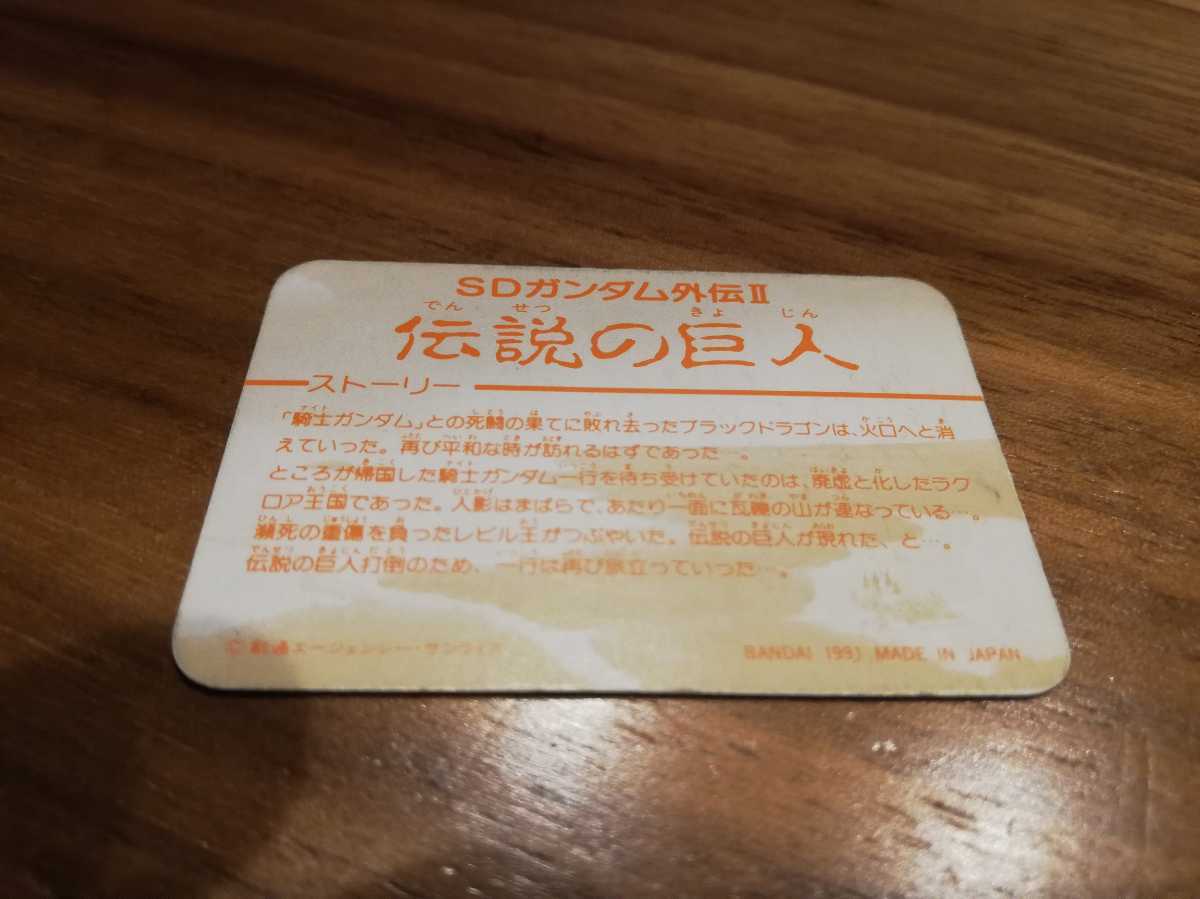 SDガンダム外伝Ⅱ
でん せつ きょ じん
伝説の巨人
ストーリー
「騎士ガンダム」との死闘の果てに敗れ去ったブラックドラゴンは、火口へと消
えていった。再び平和な時が訪れるはずであった…。
ところが帰国した騎士ガンダム一行を待ち受けていたのは、廃虚と化したラク
ロア王国であった。人影はまばらで、あたり一面に瓦礫の山が連なっている…。
瀕死の重傷を負ったレビル王がつぶやいた。伝説の巨人が現れた、と…。
伝説の巨人打倒のため、一行は再び旅立っていった…。
© 創通エージェンシー・サンライズ
BANDAI 1993 MADE IN JAPAN